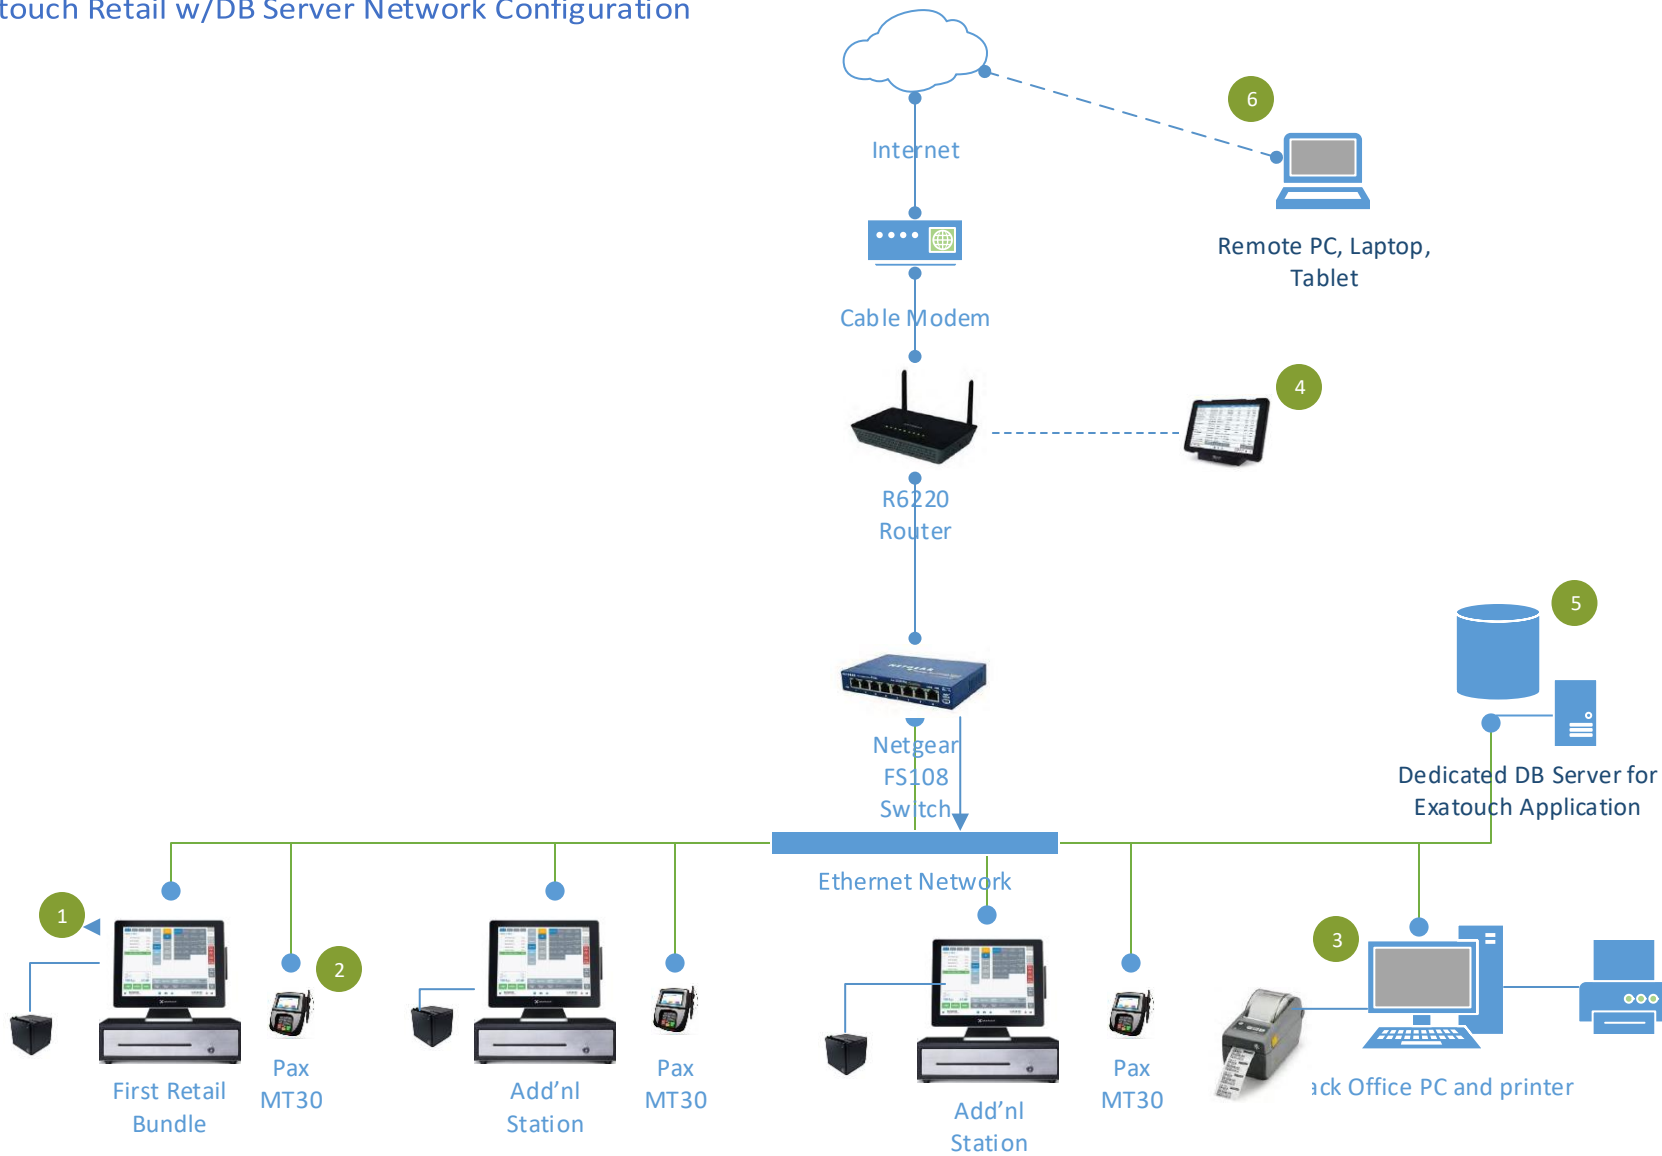 touch Retail w/DB Server Network Configuration
6
Internet
Remote PC, Laptop,
Tablet
Cable Modem
4
R6220
Router
5
NETGEAR
Netgear
FS108
Switch
Dedicated DB Server for
Exatouch Application
Ethernet Network
1
2
3
First Retail
Bundle
Pax
MT30
Add’nl
Station
Pax
MT30
Add’nl
Station
Pax
MT30
ack Office PC and printer